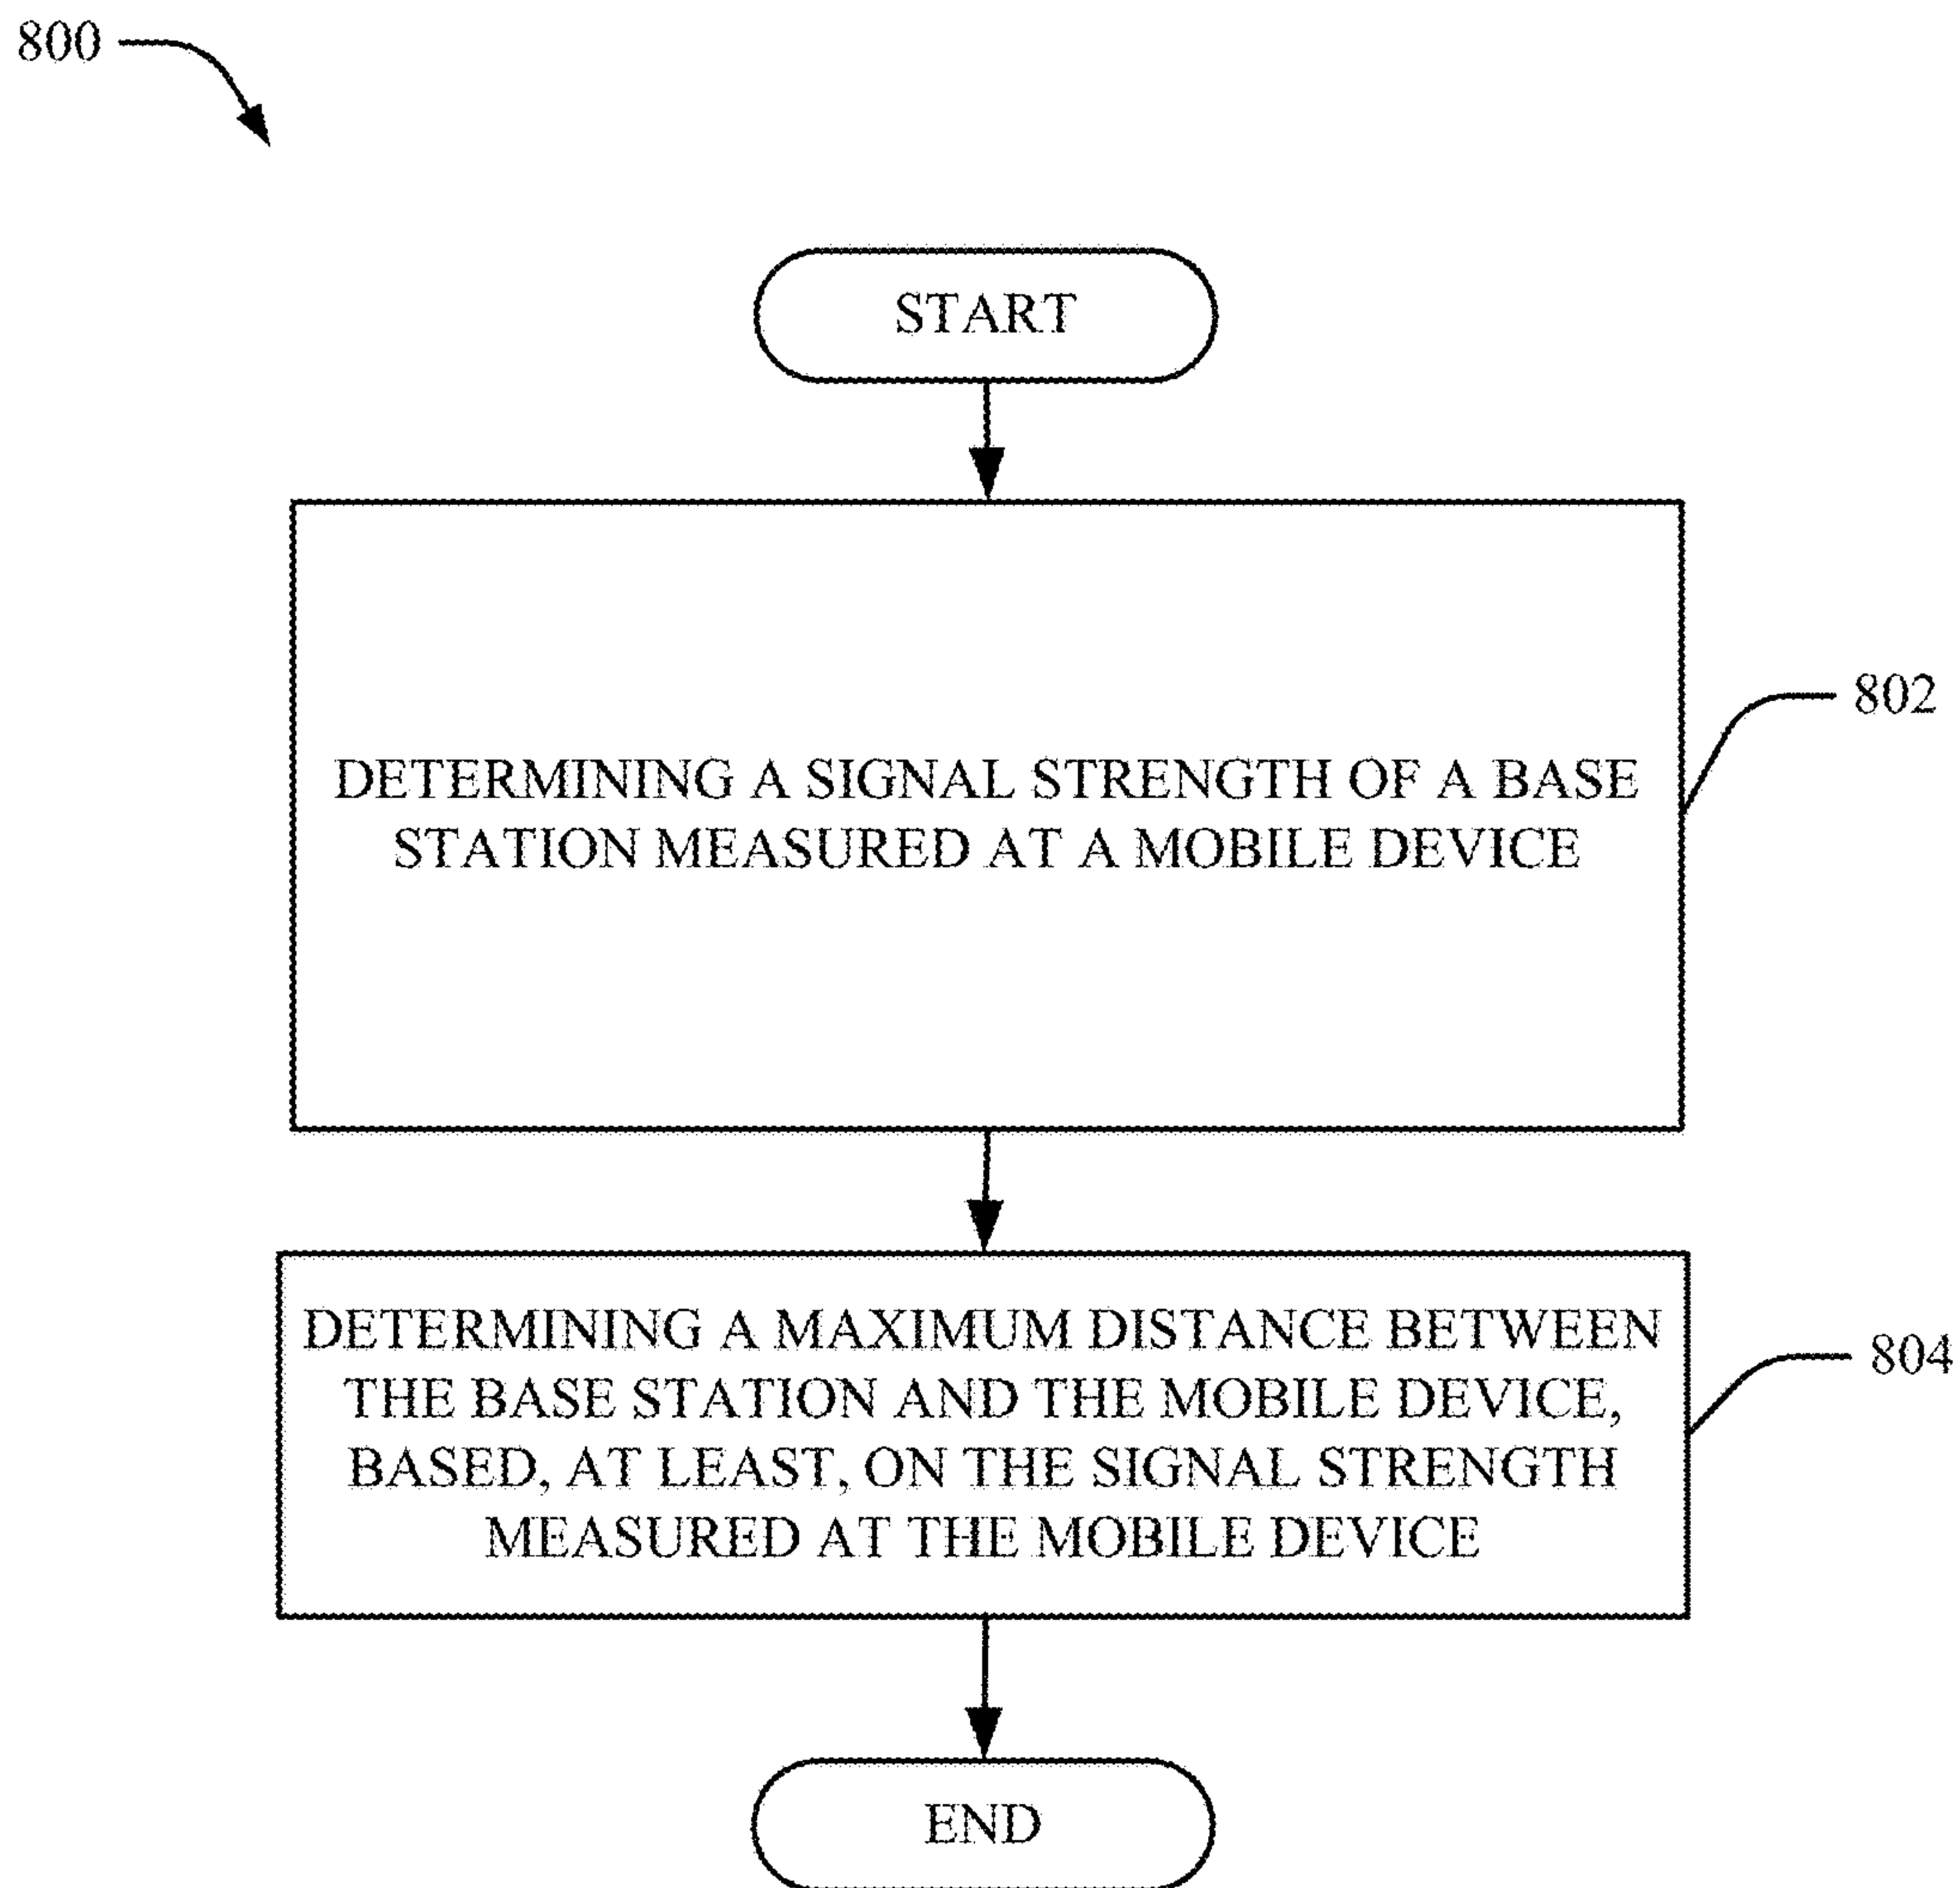 800
START
DETERMINING A SIGNAL STRENGTH OF A BASE
STATION MEASURED AT A MOBILE DEVICE
802
DETERMINING A MAXIMUM DISTANCE BETWEEN
THE BASE STATION AND THE MOBILE DEVICE,
BASED, AT LEAST, ON THE SIGNAL STRENGTH
MEASURED AT THE MOBILE DEVICE
804
END